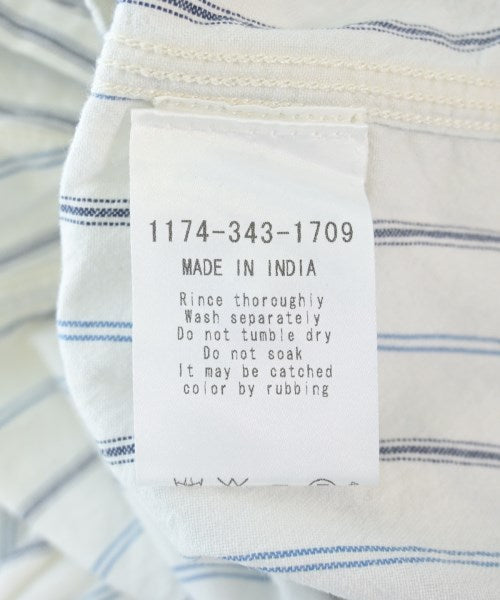 1174-343-1709
MADE IN INDIA
Rince thoroughly
Wash separately
Do not tumble dry
Do not soak
It may be catched
color by rubbing